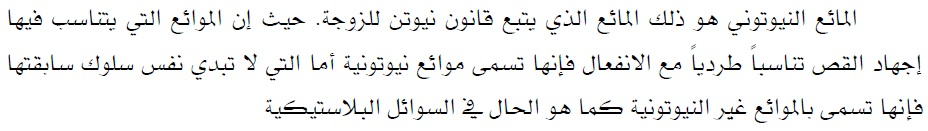 المائع النيوتوني هو ذلك المائع الذي يتبع قانون نيوتن للزوجة. حيث إن الموائع التي يتناسب فيها
إجهاد القص تناسباً طردياً مع الانفعال فإنها تسمى موائع نيوتونية أما التي لا تبدي نفس سلوك سابقتها
فإنها تسمى بالموائع غير النيوتونية كما هو الحال في السوائل البلاستيكية